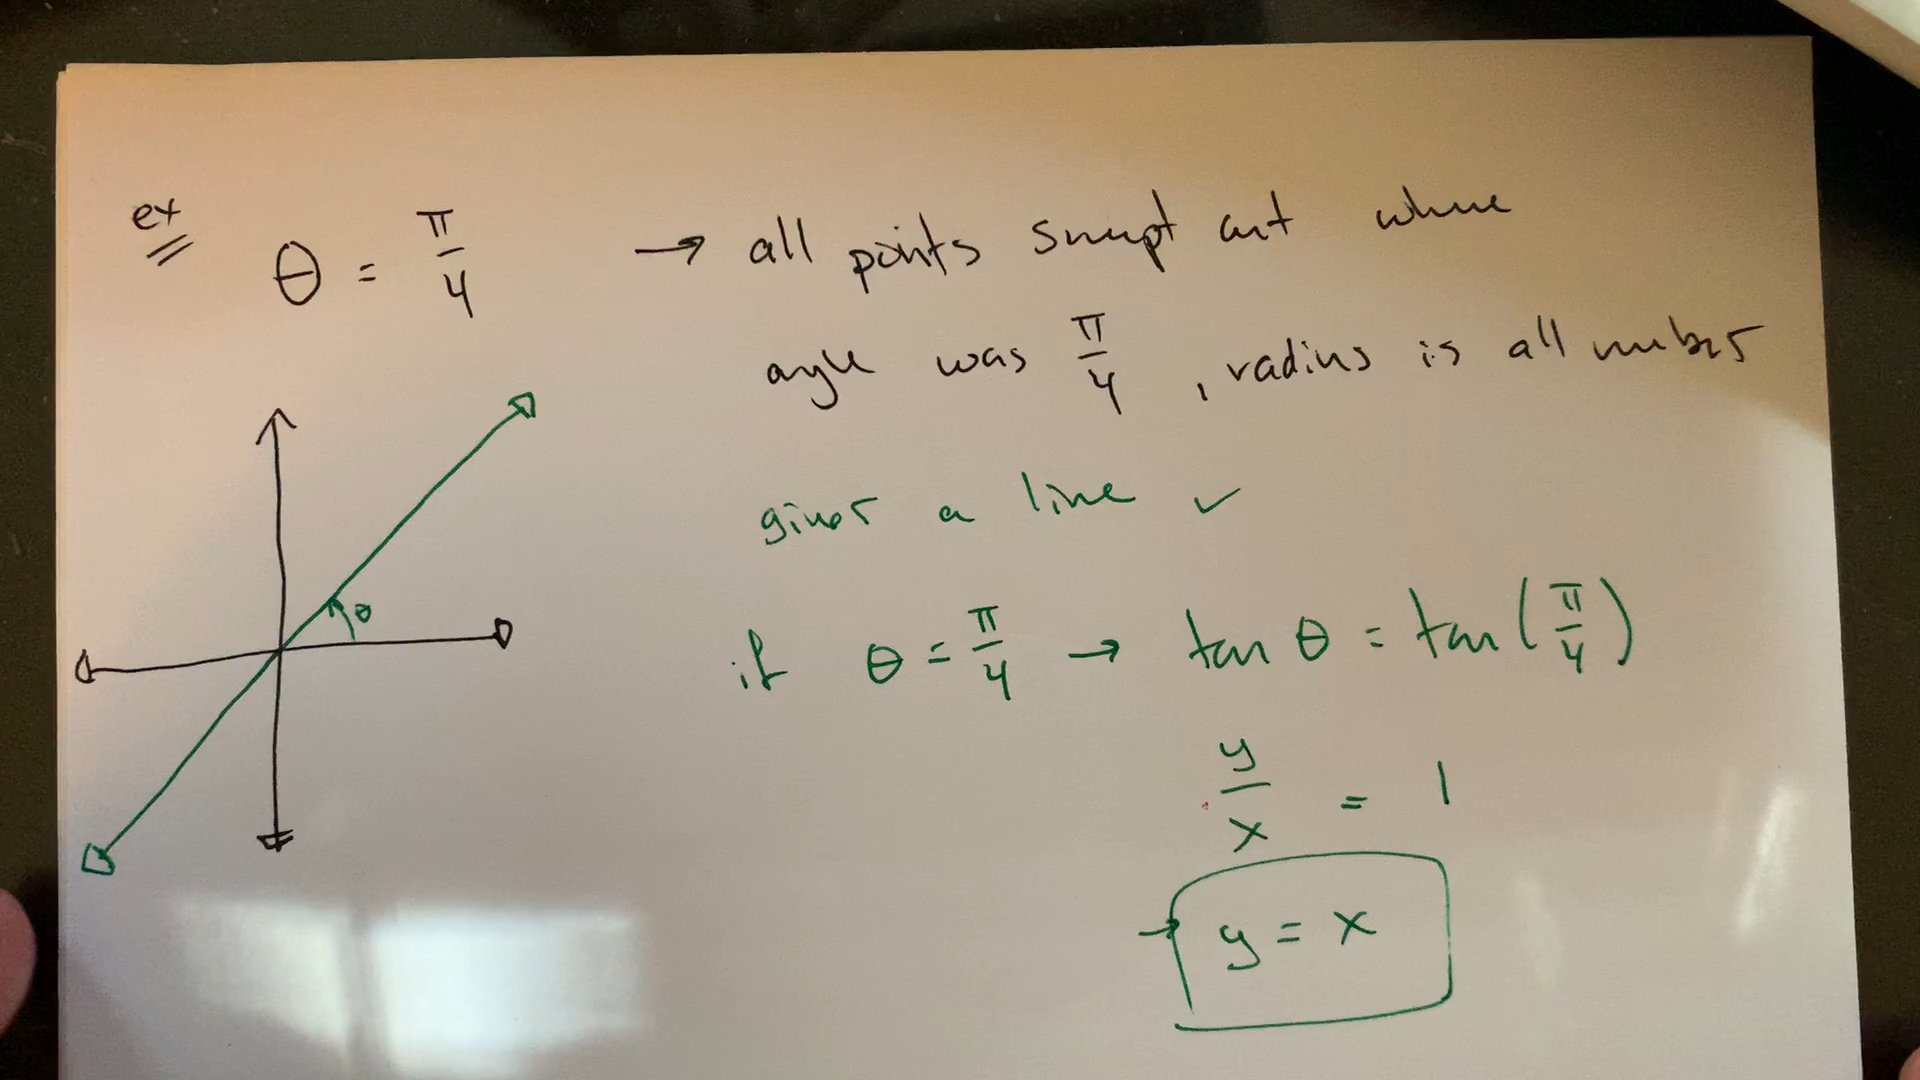 ex
θ = π/4 → all points swept out where
angle was π/4, radius is all numbers
gives a line ✓
θ
if θ = π/4 → tan θ = tan(π/4)
y/x = 1
→ y = x